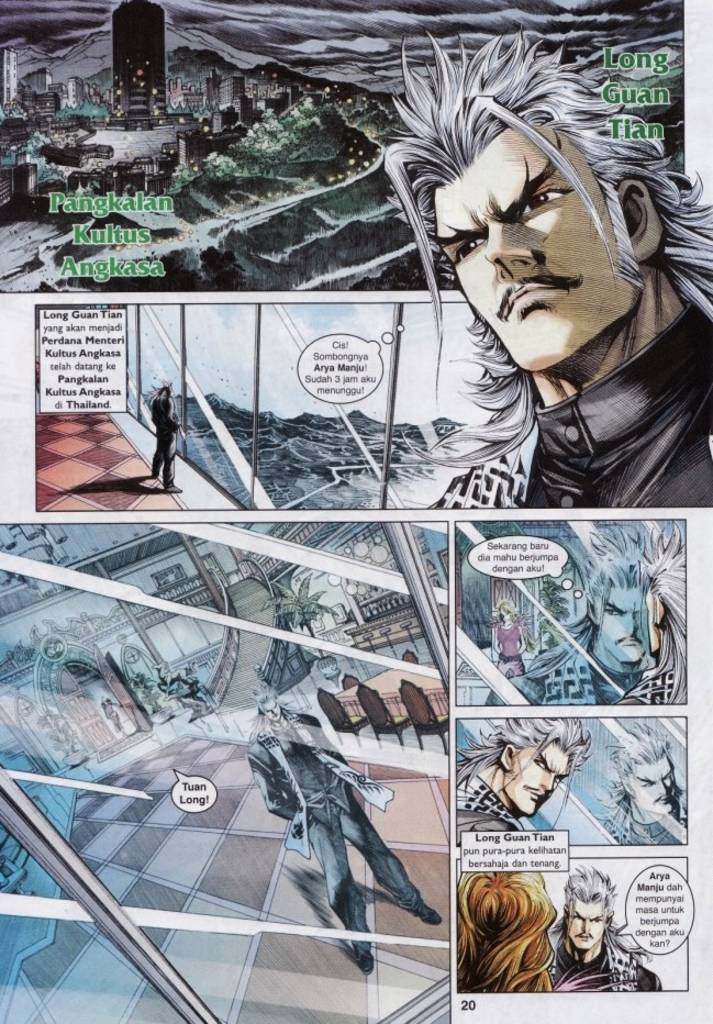 Long
Guan
Tian
Pangkalan
Kultus
Angkasa
Long Guan Tian
yang akan menjadi
Perdana Menteri
Kultus Angkasa
telah datang ke
Pangkalan
Kultus Angkasa
di Thailand.
Cis!
Sombongnya
Arya Manju!
Sudah 3 jam aku
menunggu!
Tuan
Long!
Sekarang baru
dia mahu berjumpa
dengan aku!
Long Guan Tian
pun pura-pura kelihatan
bersahaja dan tenang.
Arya
Manju dah
mempunyai
masa untuk
berjumpa
dengan aku
kan?
20